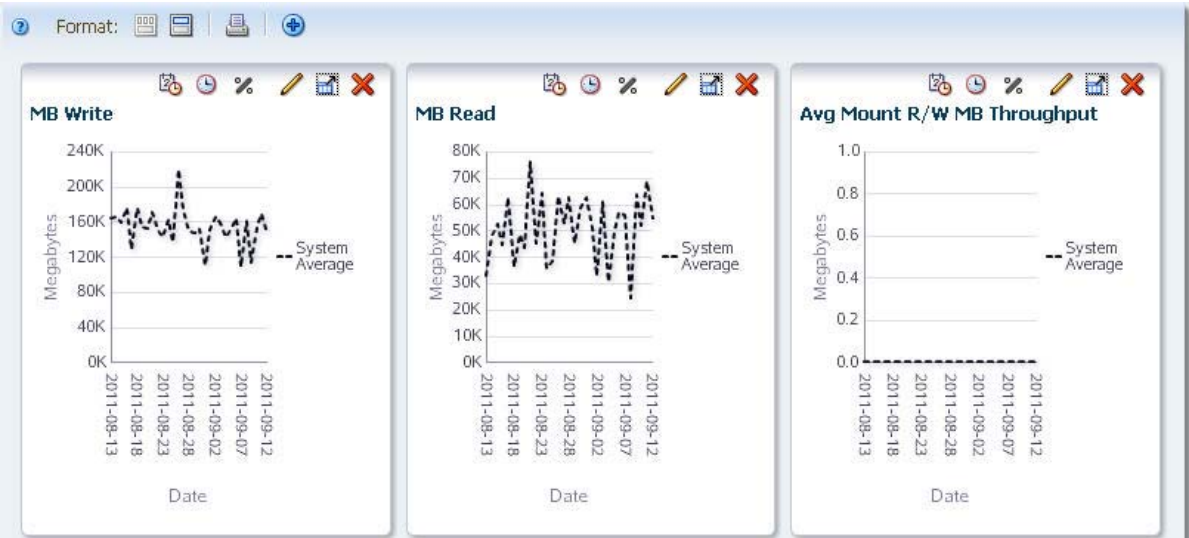 Format:
MB Write
240K
200K
160K
120K
80K
40K
0K
Megabytes
System
Average
2011-08-13
2011-08-18
2011-08-23
2011-08-28
2011-09-02
2011-09-07
2011-09-12
Date
MB Read
80K
70K
60K
50K
40K
30K
20K
10K
0K
Megabytes
System
Average
2011-08-13
2011-08-18
2011-08-23
2011-08-28
2011-09-02
2011-09-07
2011-09-12
Date
Avg Mount R/W MB Throughput
1.0
0.8
0.6
0.4
0.2
0.0
Megabytes
System
Average
2011-08-13
2011-08-18
2011-08-23
2011-08-28
2011-09-02
2011-09-07
2011-09-12
Date